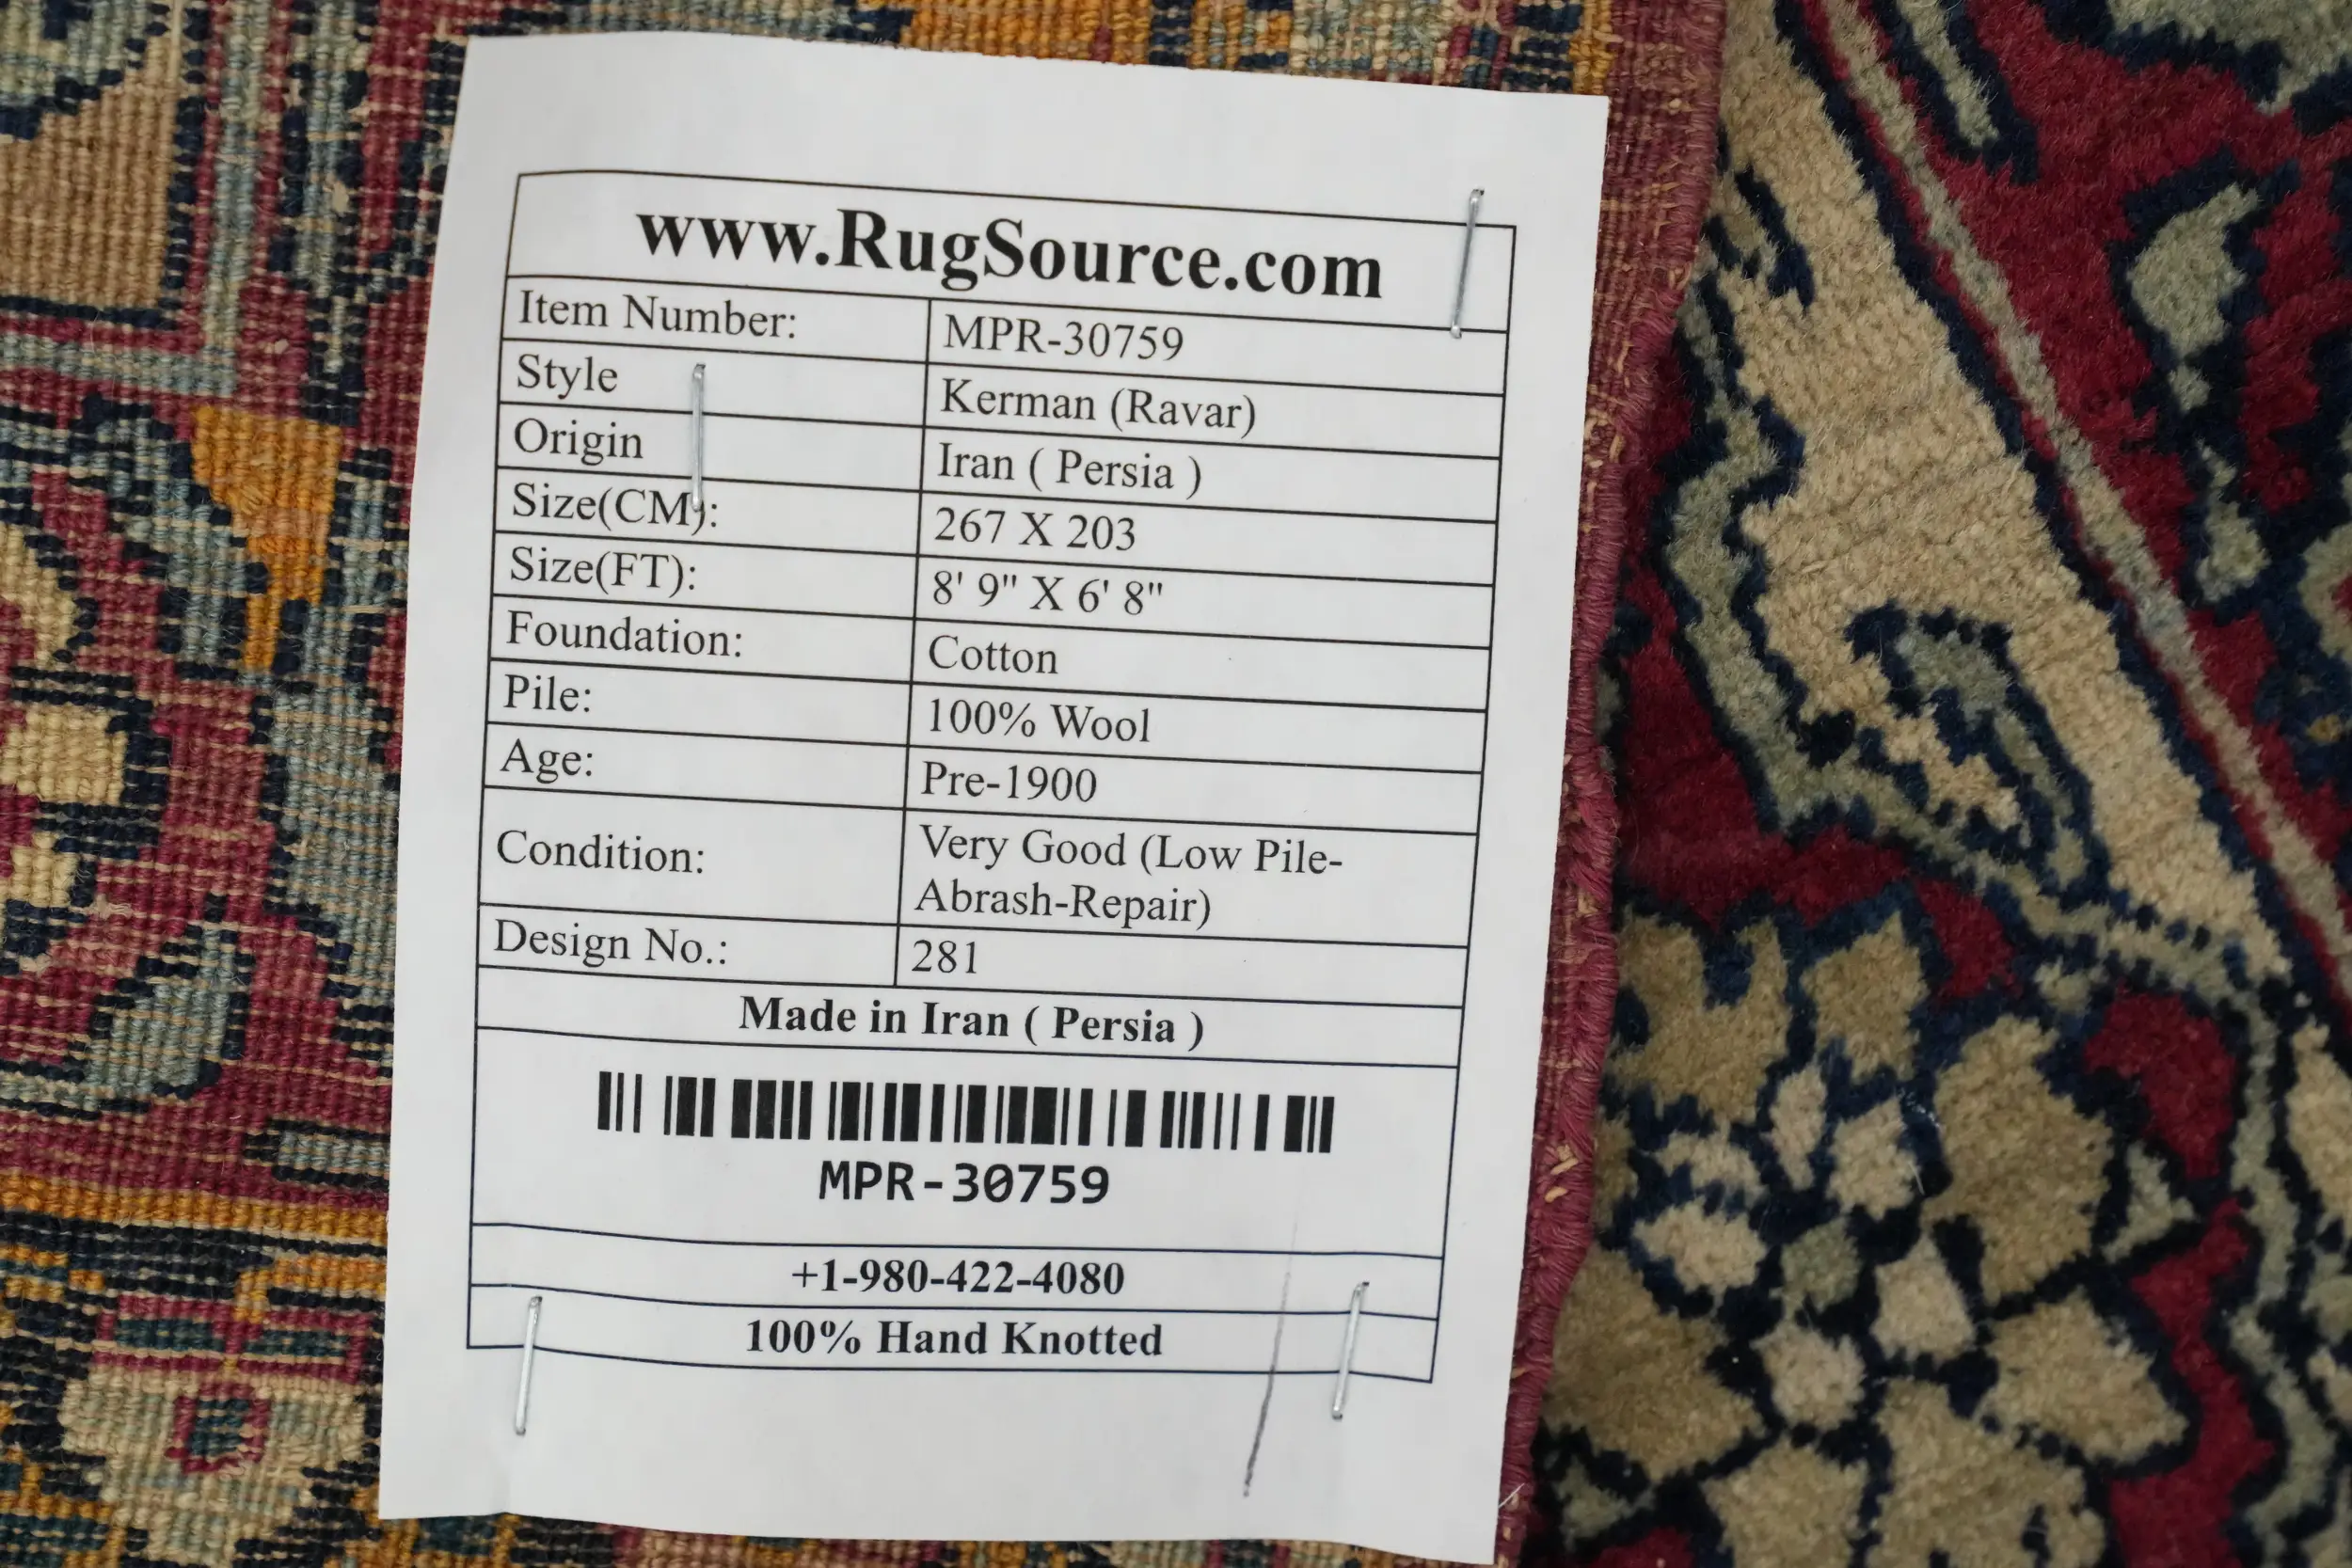 www.RugSource.com
Item Number: MPR-30759
Style Kerman (Ravar)
Origin Iran ( Persia )
Size(CM): 267 X 203
Size(FT): 8' 9" X 6' 8"
Foundation: Cotton
Pile: 100% Wool
Age: Pre-1900
Condition: Very Good (Low Pile-
Abrash-Repair)
Design No.: 281
Made in Iran ( Persia )
MPR-30759
+1-980-422-4080
100% Hand Knotted